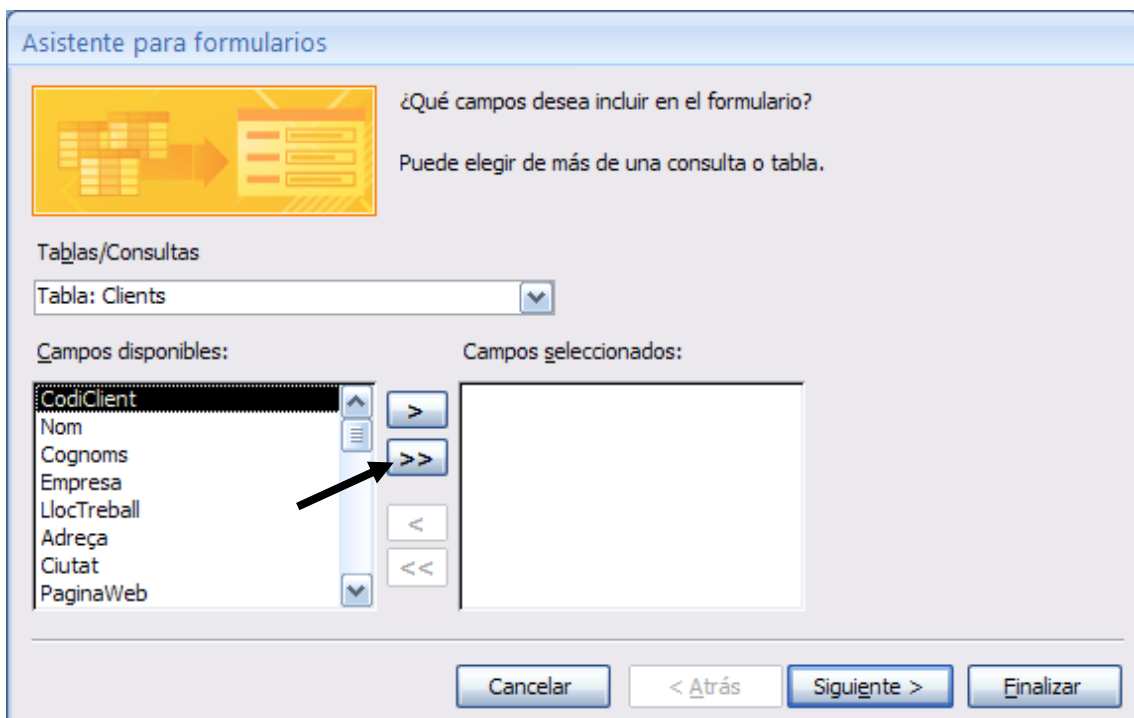 Asistente para formularios
¿Qué campos desea incluir en el formulario?
Puede elegir de más de una consulta o tabla.
Tablas/Consultas
Tabla: Clients
Campos disponibles:
Campos seleccionados:
CodiClient
Nom
Cognoms
Empresa
LlocTreball
Adreça
Ciutat
PaginaWeb
>
>>
<
<<
Cancelar
< Atrás
Siguiente >
Finalizar